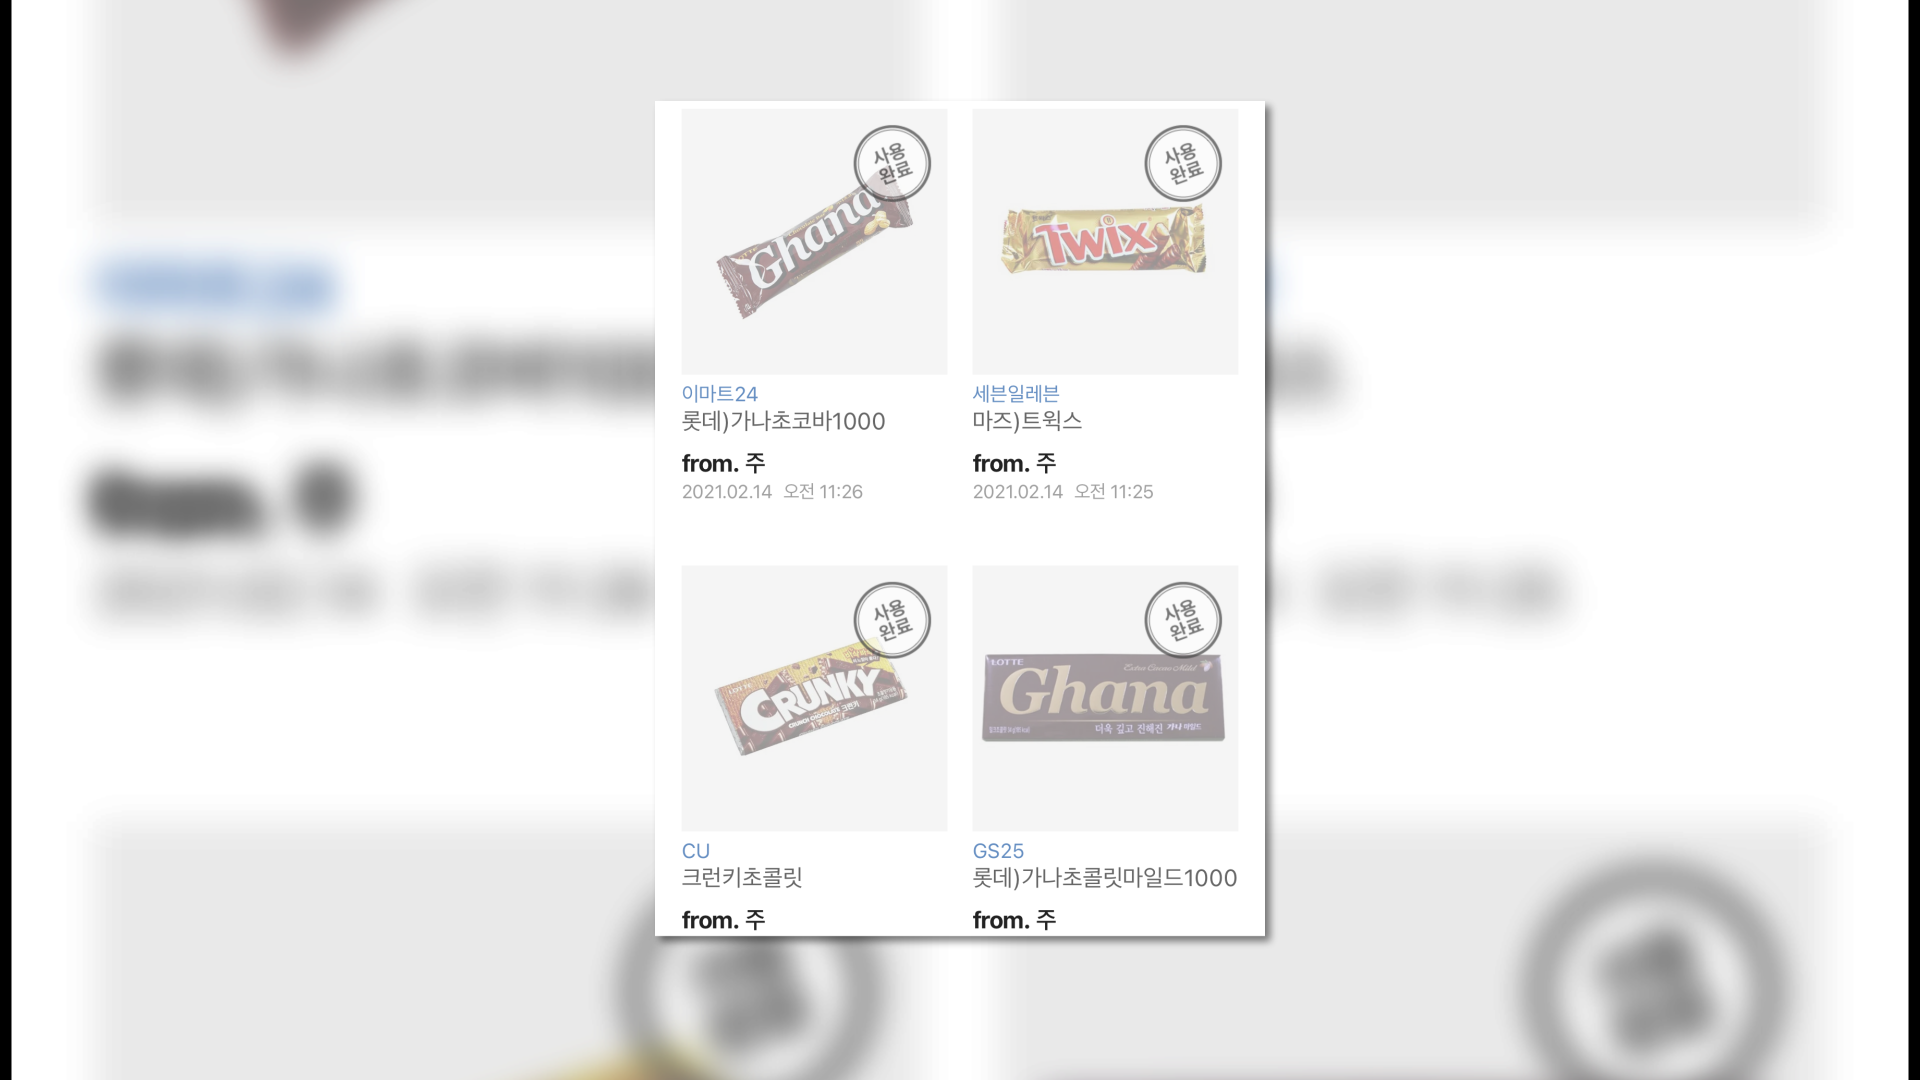 사용
완료
Ghana
사용
완료
Twix
이마트24
롯데)가나초코바1000
from. 주
2021.02.14 오전 11:26
세븐일레븐
마즈)트윅스
from. 주
2021.02.14 오전 11:25
사용
완료
LOTTE
CRUNKY
CRUNCH CHOCOLATE 크런키
사용
완료
LOTTE
Extra Cocoa Mild
Ghana
더욱 깊고 진해진 가나 마일드
CU
크런키초콜릿
from. 주
GS25
롯데)가나초콜릿마일드1000
from. 주